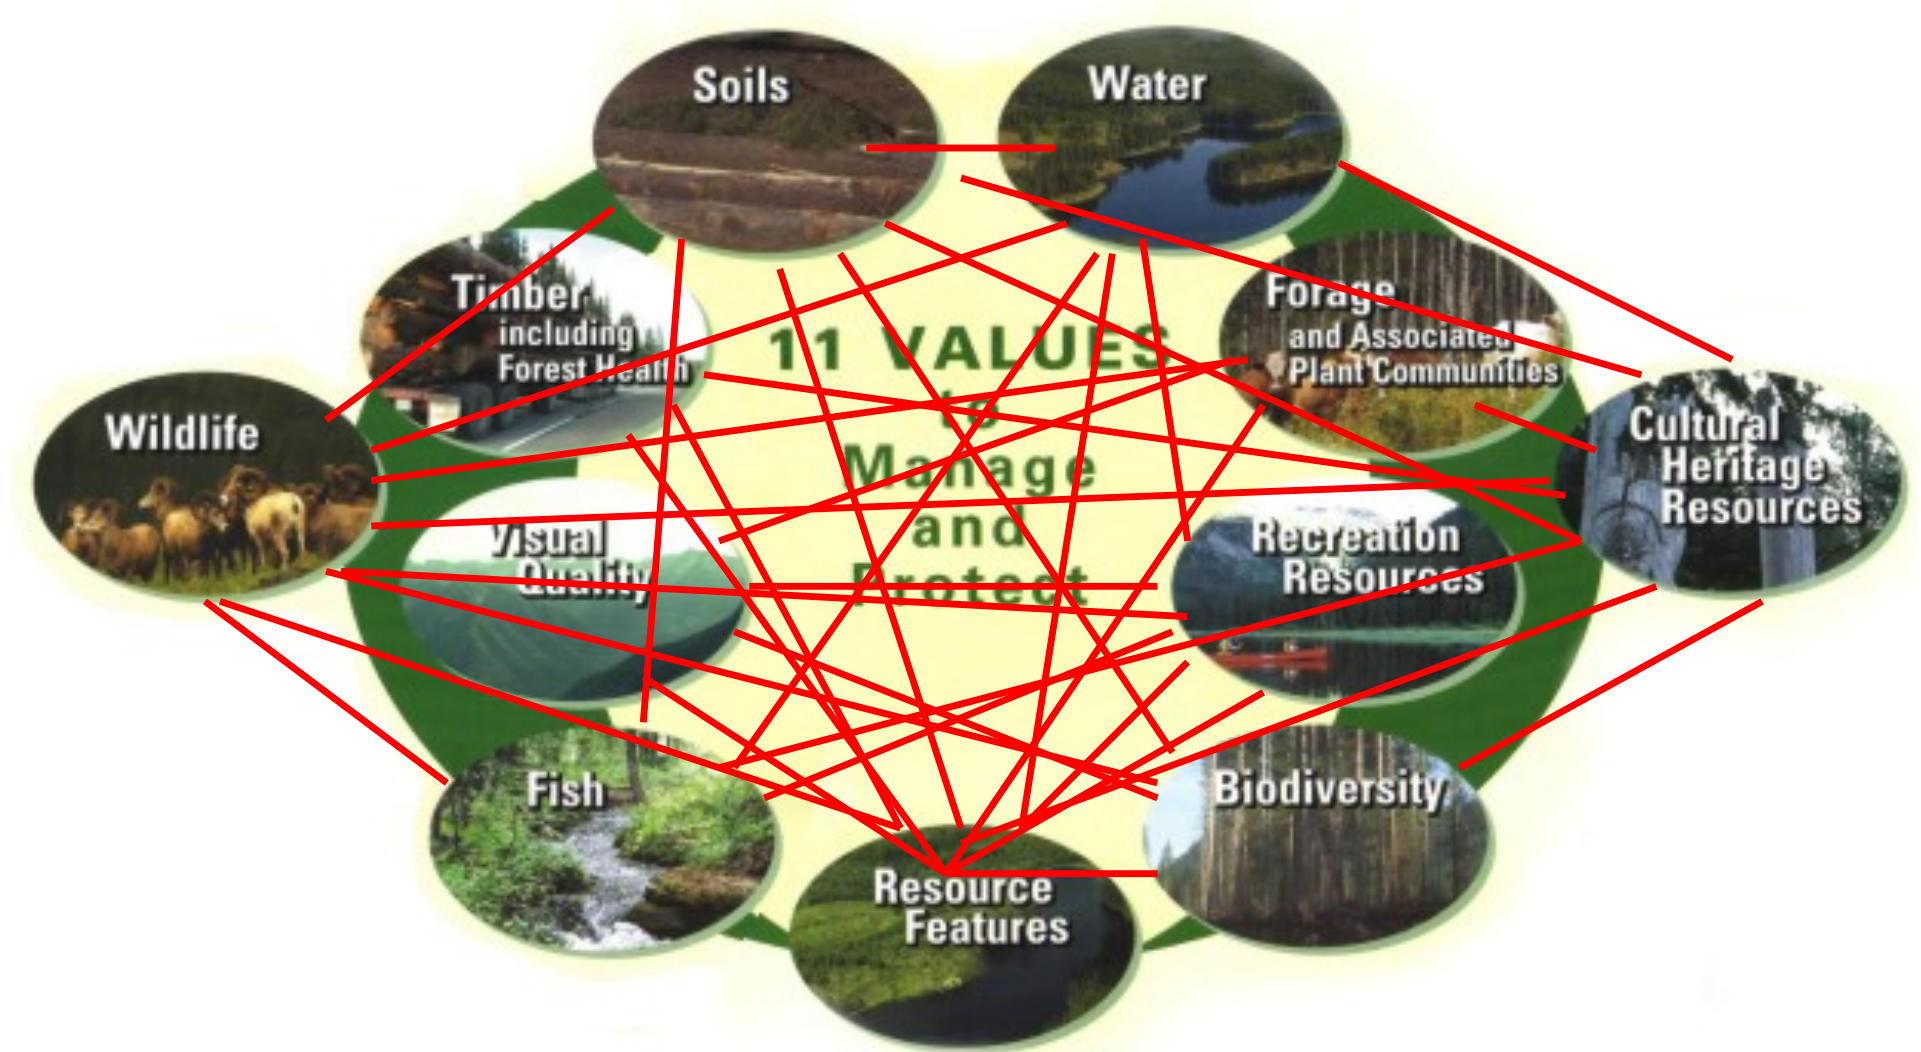 Soils
Water
Timber
including
Forest Health
11 VALUES
to
Manage
and
Protect
Forage
and Associated
Plant Communities
Wildlife
Cultural
Heritage
Resources
Visual
Quality
Recreation
Resources
Fish
Biodiversity
Resource
Features